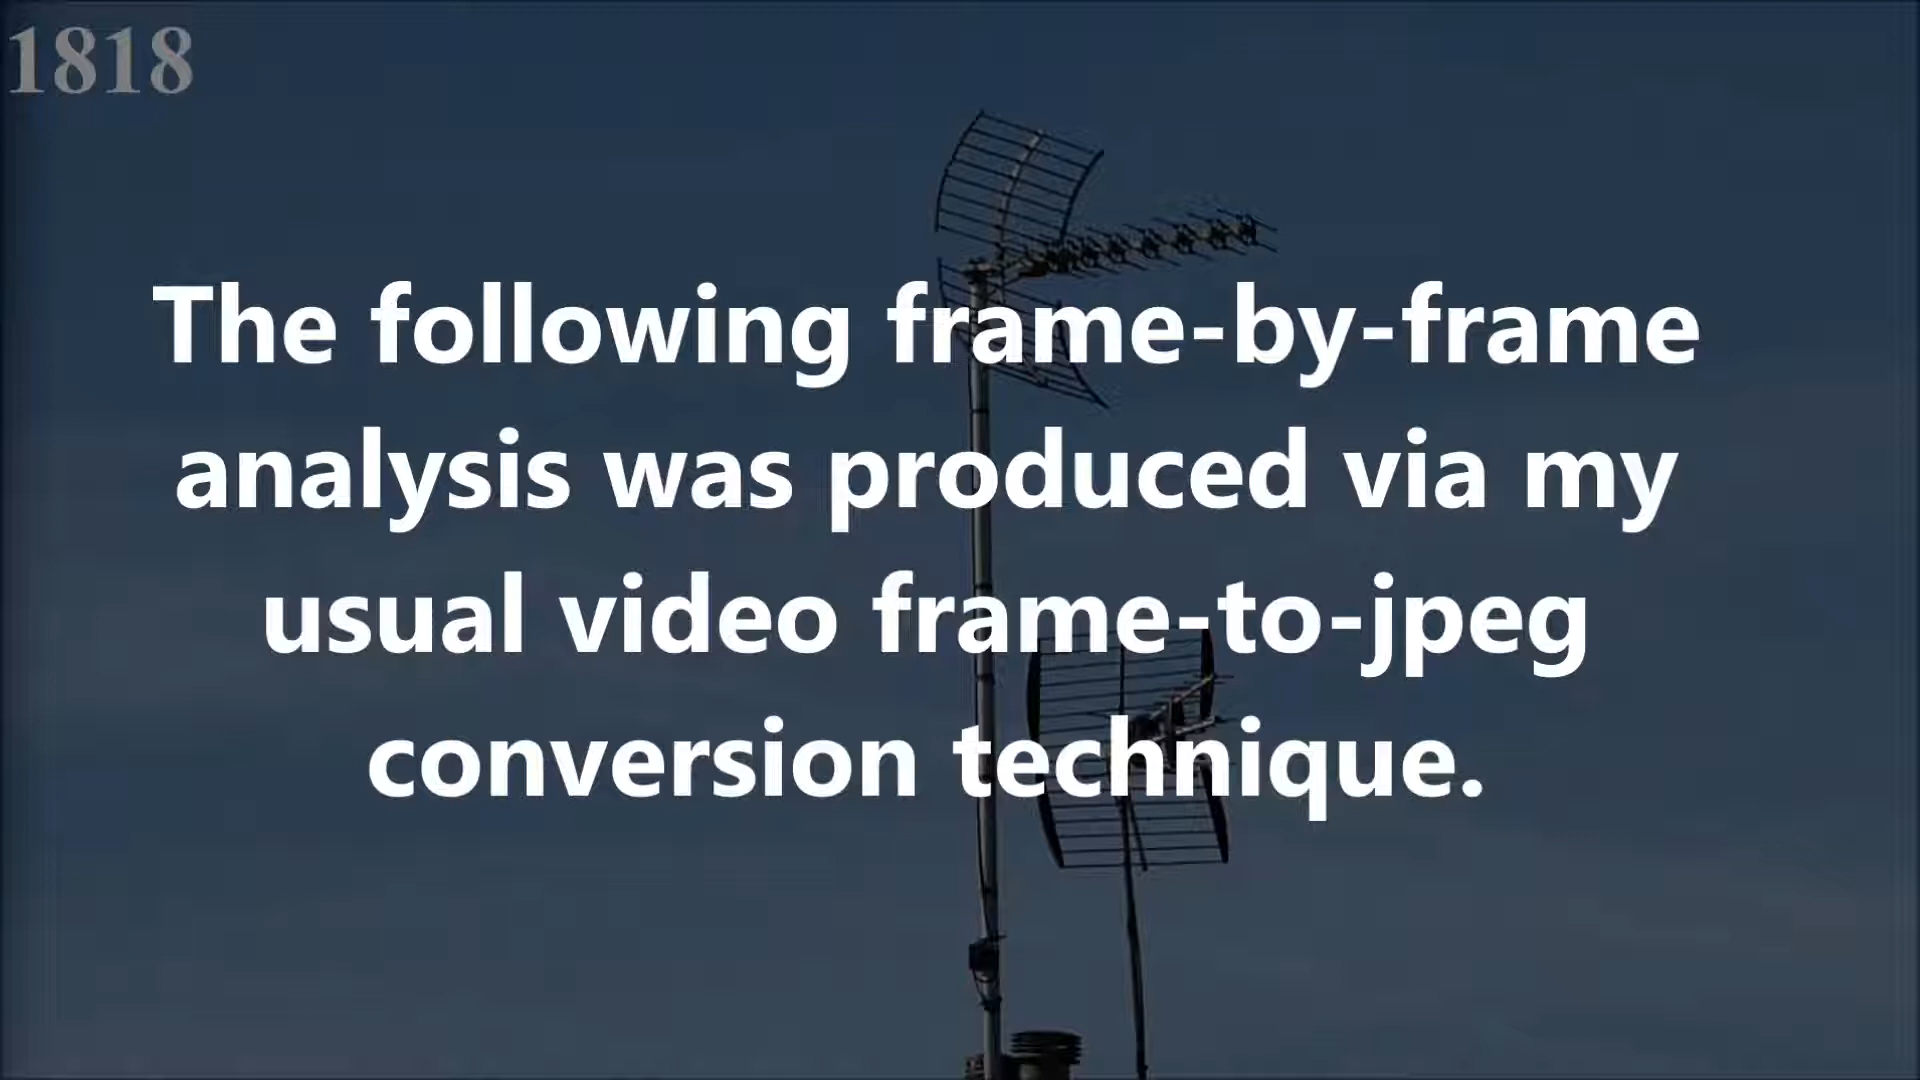 1818
The following frame-by-frame
analysis was produced via my
usual video frame-to-jpeg
conversion technique.